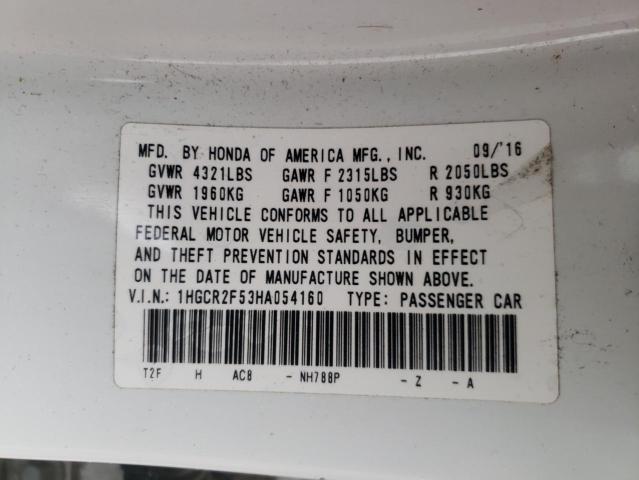 MFD. BY HONDA OF AMERICA MFG., INC. 09/'16
GVWR 4321LBS GAWR F 2315LBS R 2050LBS
GVWR 1960KG GAWR F 1050KG R 930KG
THIS VEHICLE CONFORMS TO ALL APPLICABLE
FEDERAL MOTOR VEHICLE SAFETY, BUMPER,
AND THEFT PREVENTION STANDARDS IN EFFECT
ON THE DATE OF MANUFACTURE SHOWN ABOVE.
V.I.N.: 1HGCR2F53HA054160 TYPE: PASSENGER CAR
T2F H AC8 - NH788P - Z - A